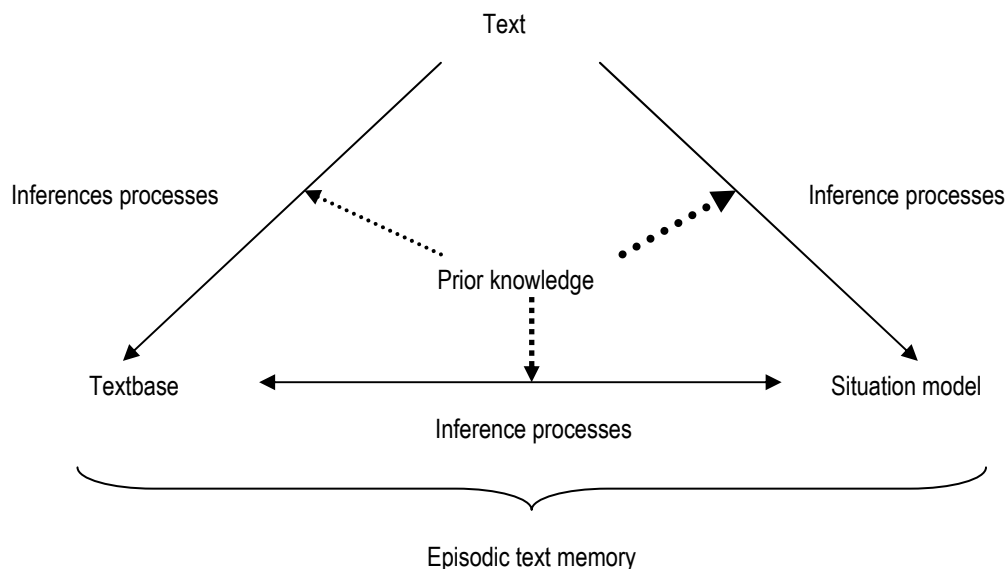 Text
Inferences processes
Inference processes
Prior knowledge
Textbase
Situation model
Inference processes
Episodic text memory